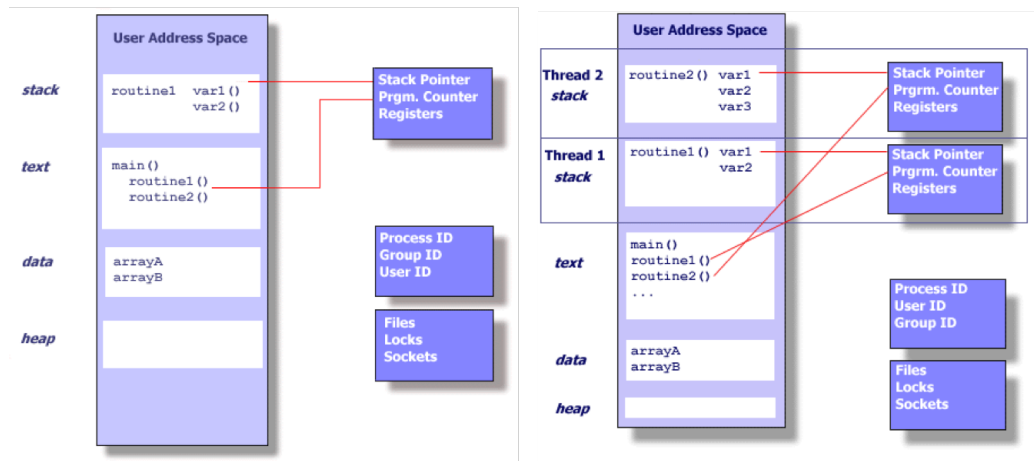 User Address Space
stack
routine1 var1()
var2()
Stack Pointer
Prgrm. Counter
Registers
text
main()
routine1()
routine2()
data
arrayA
arrayB
Process ID
Group ID
User ID
heap
Files
Locks
Sockets
User Address Space
Thread 2
stack
routine2() var1
var2
var3
Stack Pointer
Prgrm. Counter
Registers
Thread 1
stack
routine1() var1
var2
Stack Pointer
Prgrm. Counter
Registers
text
main()
routine1()
routine2()
...
Process ID
User ID
Group ID
data
arrayA
arrayB
heap
Files
Locks
Sockets